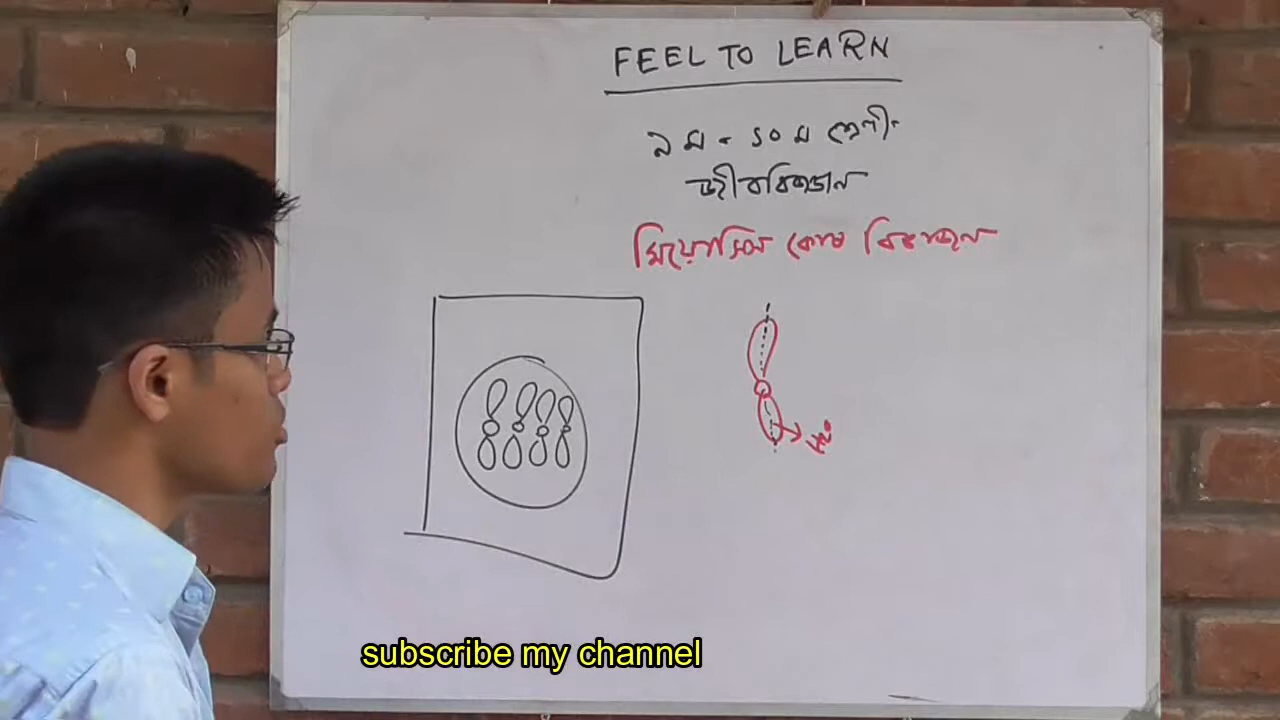 FEEL TO LEARN
৯ম - ১০ম শ্রেণী
জীববিজ্ঞান
মিয়োসিস কোষ বিভাজন
subscribe my channel